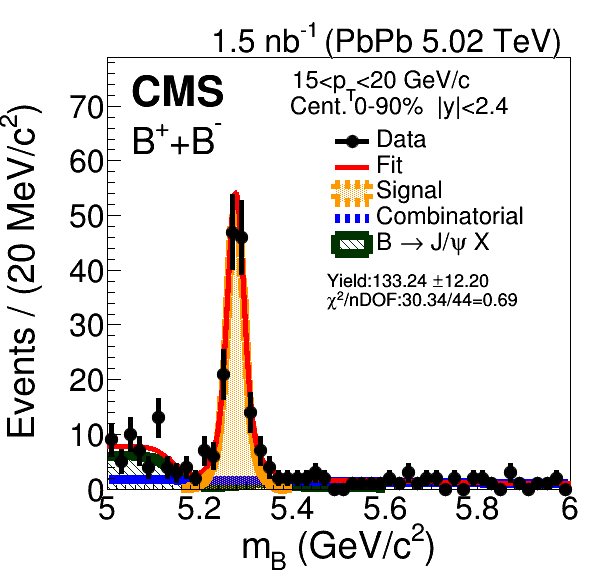 1.5 nb⁻¹ (PbPb 5.02 TeV)
CMS
B⁺+B⁻
15<p_T<20 GeV/c
Cent. 0-90% |y|<2.4
Data
Fit
Signal
Combinatorial
B → J/ψ X
Yield:133.24 ±12.20
χ²/nDOF:30.34/44=0.69
Events / (20 MeV/c²)
70
60
50
40
30
20
10
0
5 5.2 5.4 5.6 5.8 6
m_B (GeV/c²)